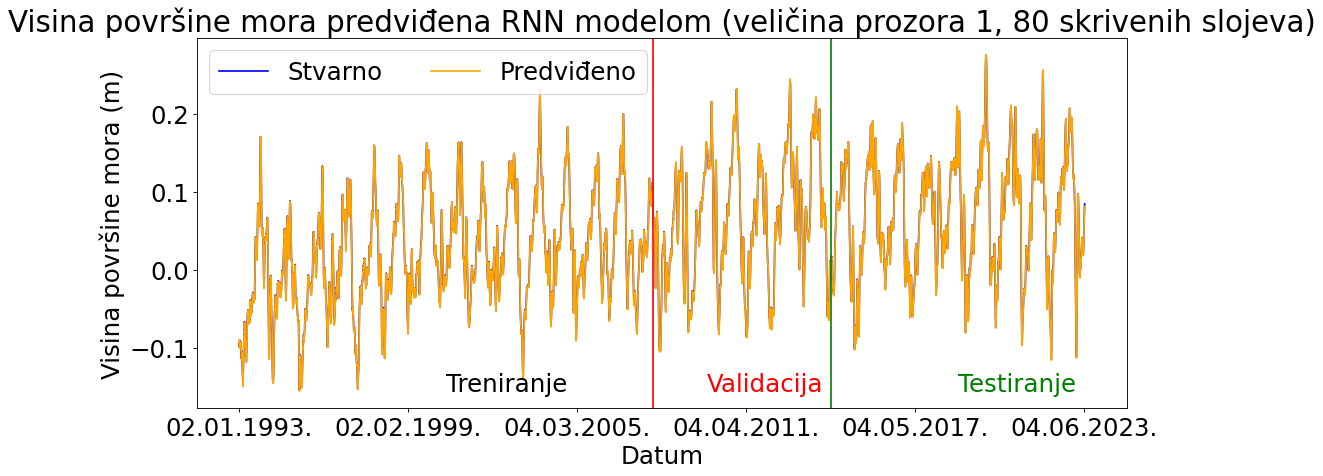 Visina površine mora predviđena RNN modelom (veličina prozora 1, 80 skrivenih slojeva)
Stvarno Predviđeno
Visina površine mora (m)
0.2
0.1
0.0
−0.1
Treniranje Validacija Testiranje
02.01.1993. 02.02.1999. 04.03.2005. 04.04.2011. 04.05.2017. 04.06.2023.
Datum